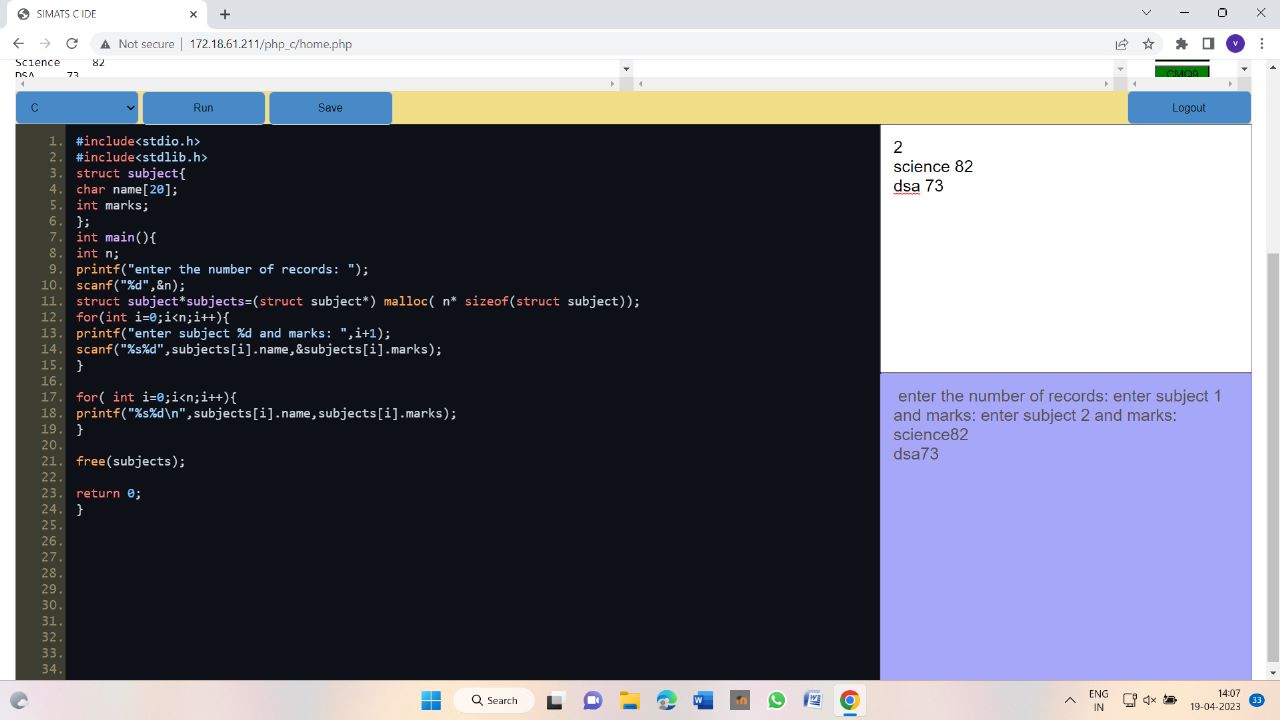 SIMATS C IDE
Not secure | 172.18.61.211/php_c/home.php
V
Science 82
DSA 73
C
Run
Save
Logout
1. #include<stdio.h>
2. #include<stdlib.h>
3. struct subject{
4. char name[20];
5. int marks;
6. };
7. int main(){
8. int n;
9. printf("enter the number of records: ");
10. scanf("%d",&n);
11. struct subject*subjects=(struct subject*) malloc( n* sizeof(struct subject));
12. for(int i=0;i<n;i++){
13. printf("enter subject %d and marks: ",i+1);
14. scanf("%s%d",subjects[i].name,&subjects[i].marks);
15. }
16.
17. for( int i=0;i<n;i++){
18. printf("%s%d\n",subjects[i].name,subjects[i].marks);
19. }
20.
21. free(subjects);
22.
23. return 0;
24. }
25.
26.
27.
28.
29.
30.
31.
32.
33.
34.
2
science 82
dsa 73
enter the number of records: enter subject 1
and marks: enter subject 2 and marks:
science82
dsa73
Search
ENG
IN
14:07
19-04-2023
33